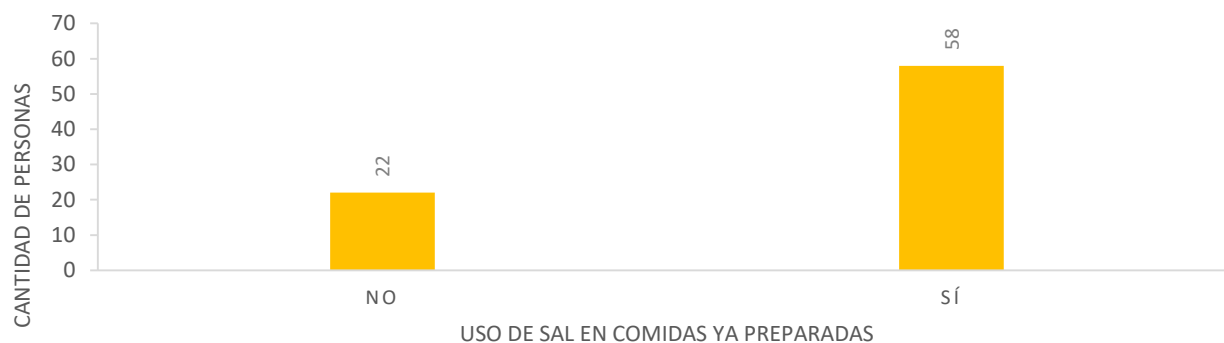 CANTIDAD DE PERSONAS
70
60
50
40
30
20
10
0
22
58
NO
SÍ
USO DE SAL EN COMIDAS YA PREPARADAS